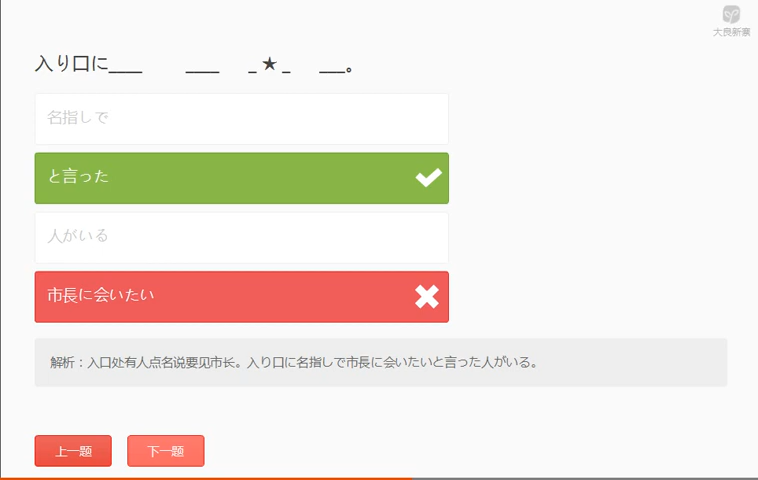 大良新寨
入り口に____ ____ _★_ ___。
名指しで
と言った
人がいる
市長に会いたい
解析：入口处有人点名说要见市长。入り口に名指しで市長に会いたいと言った人がいる。
上一题 下一题